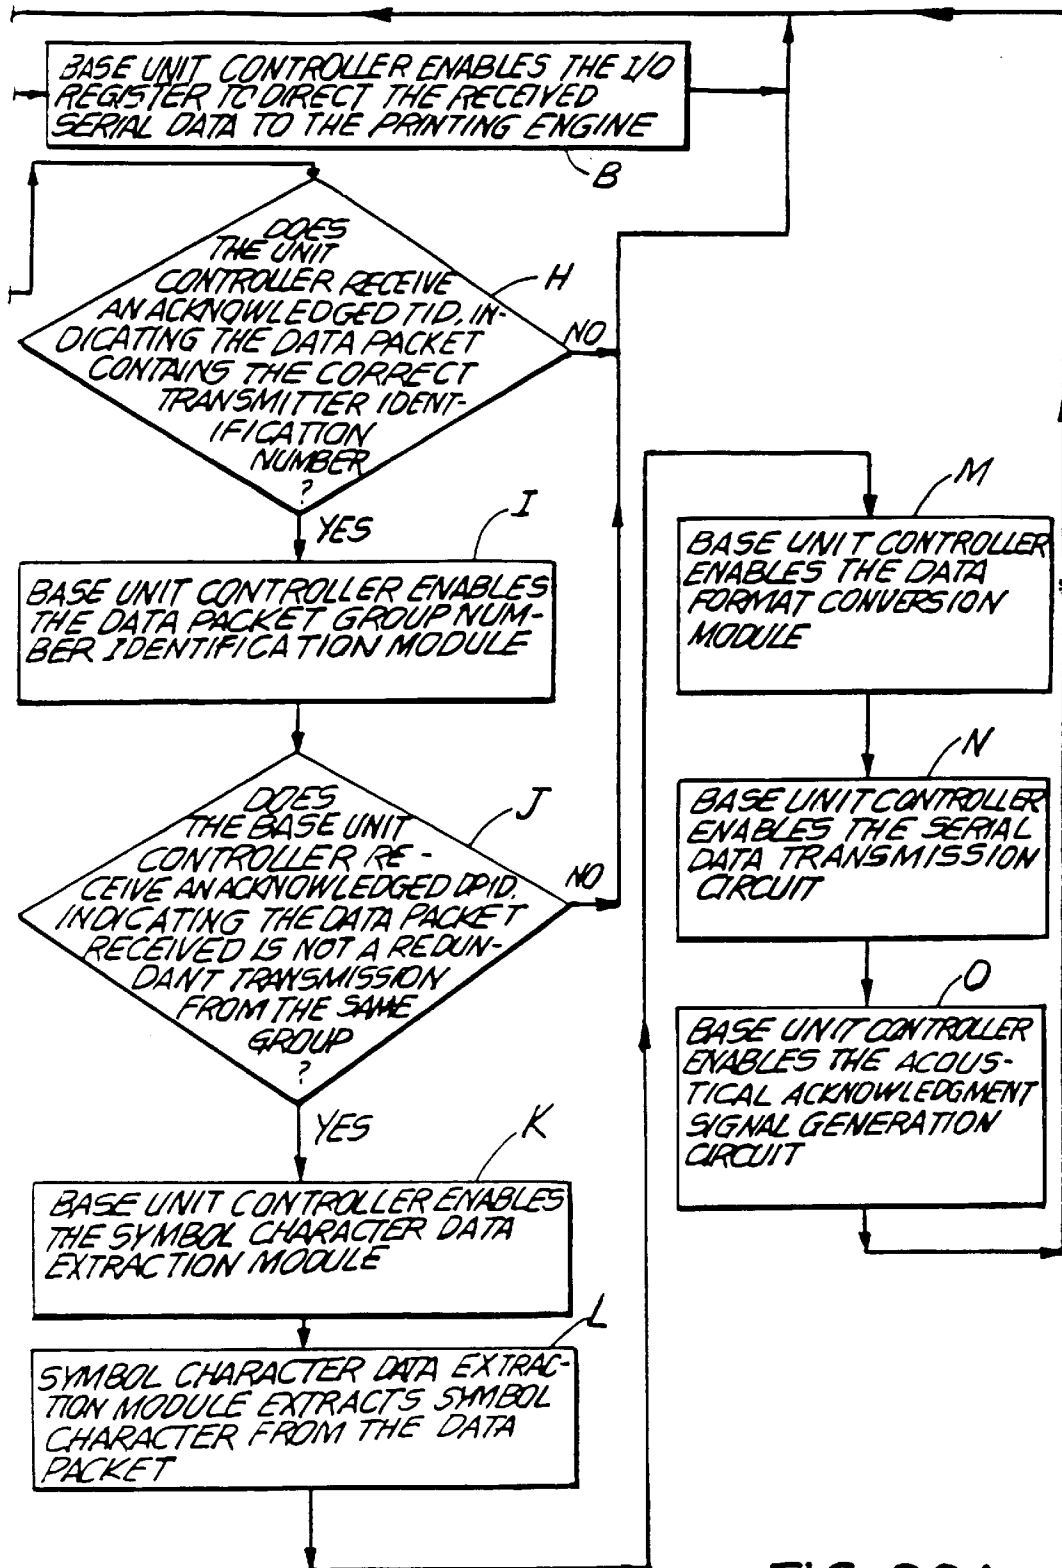 BASE UNIT CONTROLLER ENABLES THE I/O
REGISTER TO DIRECT THE RECEIVED
SERIAL DATA TO THE PRINTING ENGINE
B
DOES
THE UNIT
CONTROLLER RECEIVE
AN ACKNOWLEDGED TID, IN-
DICATING THE DATA PACKET
CONTAINS THE CORRECT
TRANSMITTER IDENT-
IFICATION
NUMBER
?
H
NO
YES
I
BASE UNIT CONTROLLER ENABLES
THE DATA PACKET GROUP NUM-
BER IDENTIFICATION MODULE
DOES
THE BASE UNIT
CONTROLLER RE-
CEIVE AN ACKNOWLEDGED DPID,
INDICATING THE DATA PACKET
RECEIVED IS NOT A REDUN-
DANT TRANSMISSION
FROM THE SAME
GROUP
?
J
NO
YES
K
BASE UNIT CONTROLLER ENABLES
THE SYMBOL CHARACTER DATA
EXTRACTION MODULE
L
SYMBOL CHARACTER DATA EXTRAC-
TION MODULE EXTRACTS SYMBOL
CHARACTER FROM THE DATA
PACKET
M
BASE UNIT CONTROLLER
ENABLES THE DATA
FORMAT CONVERSION
MODULE
N
BASE UNIT CONTROLLER
ENABLES THE SERIAL
DATA TRANSMISSION
CIRCUIT
O
BASE UNIT CONTROLLER
ENABLES THE ACOUS-
TICAL ACKNOWLEDGMENT
SIGNAL GENERATION
CIRCUIT